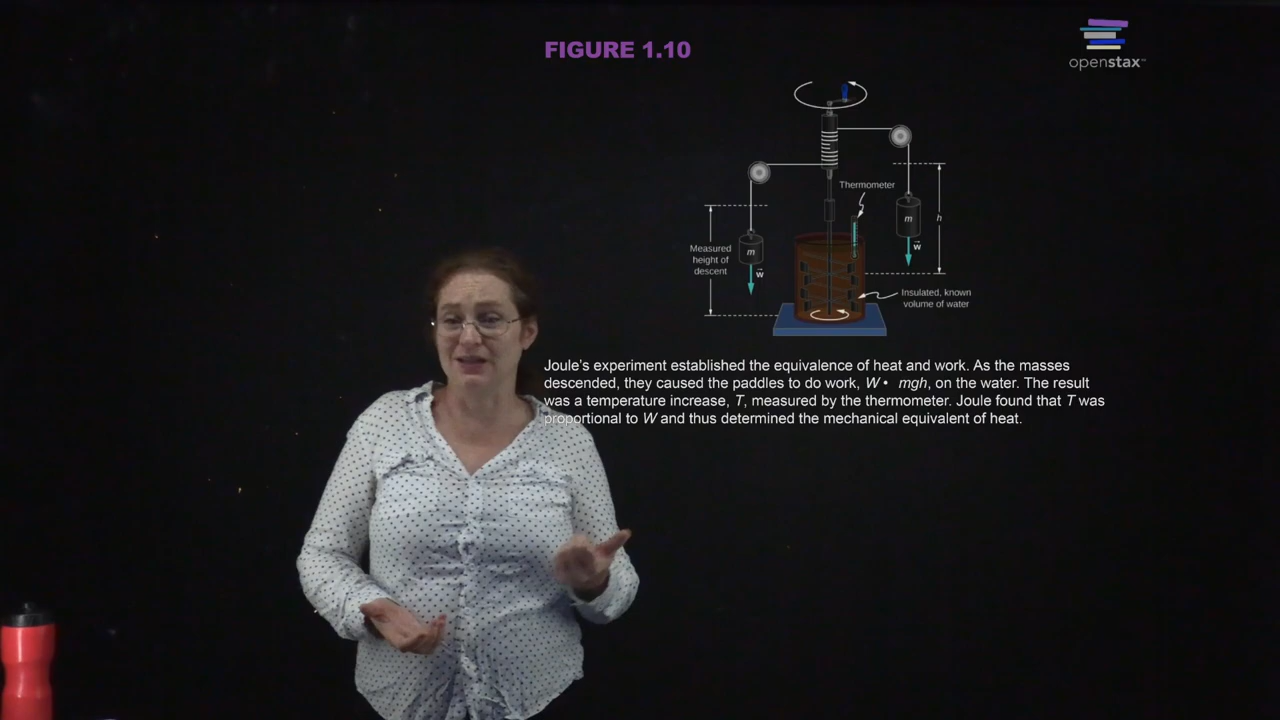 FIGURE 1.10
openstax™
Thermometer
h
m
w
Measured
height of
descent
m
w
Insulated, known
volume of water
Joule's experiment established the equivalence of heat and work. As the masses
descended, they caused the paddles to do work, W • mgh, on the water. The result
was a temperature increase, T, measured by the thermometer. Joule found that T was
proportional to W and thus determined the mechanical equivalent of heat.